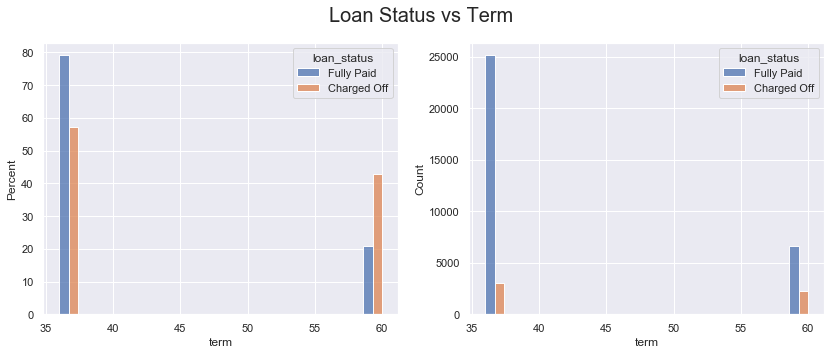 Loan Status vs Term
80
70
60
50
40
30
20
10
0
Percent
35
40
45
50
55
60
term
loan_status
Fully Paid
Charged Off
25000
20000
15000
10000
5000
0
Count
35
40
45
50
55
60
term
loan_status
Fully Paid
Charged Off